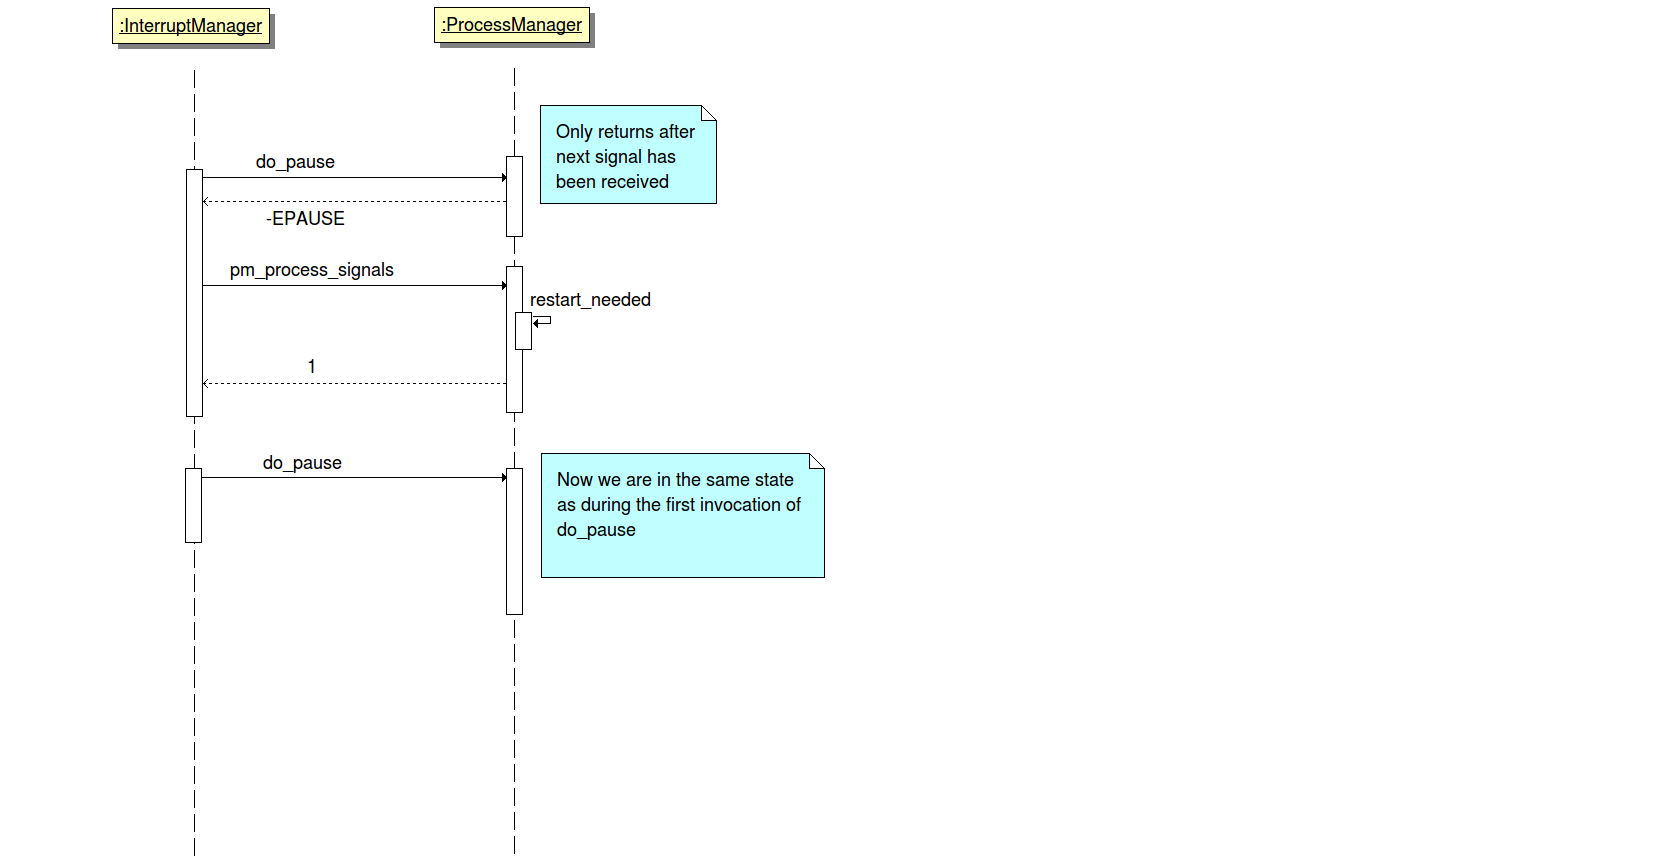 :InterruptManager
:ProcessManager
Only returns after
next signal has
been received
do_pause
-EPAUSE
pm_process_signals
restart_needed
1
do_pause
Now we are in the same state
as during the first invocation of
do_pause